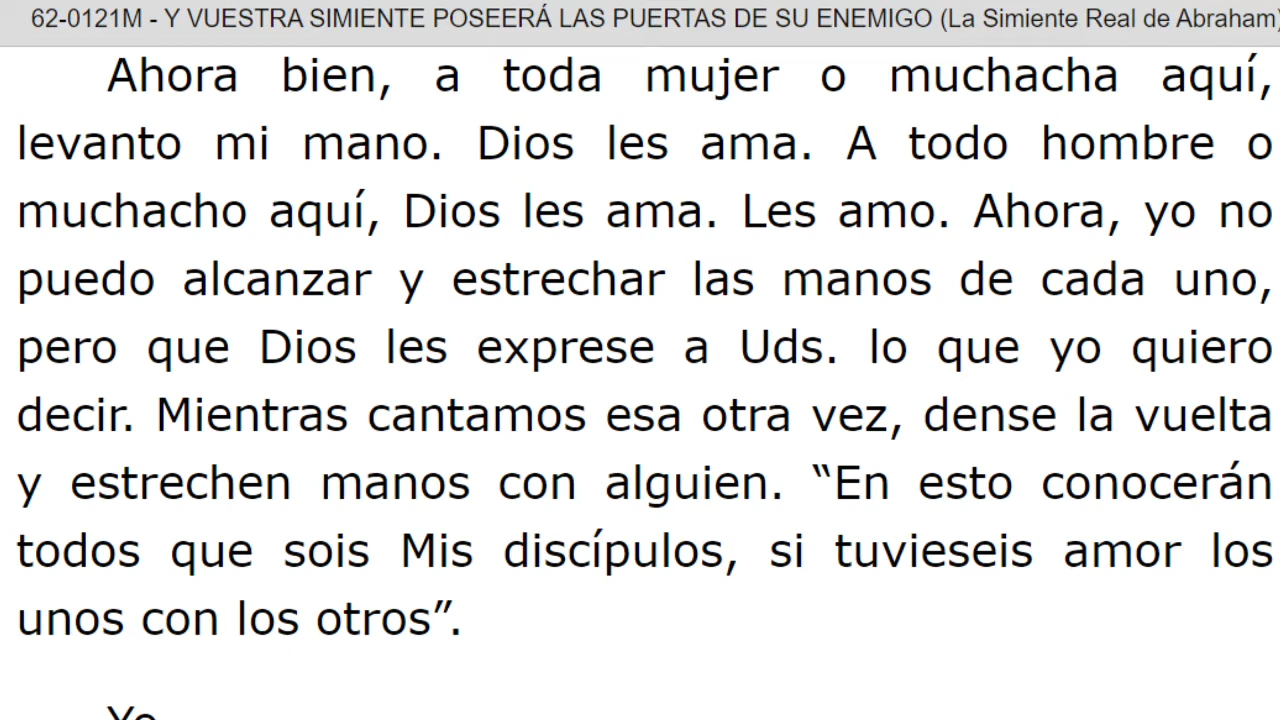 62-0121M - Y VUESTRA SIMIENTE POSEERÁ LAS PUERTAS DE SU ENEMIGO (La Simiente Real de Abraham)
Ahora bien, a toda mujer o muchacha aquí,
levanto mi mano. Dios les ama. A todo hombre o
muchacho aquí, Dios les ama. Les amo. Ahora, yo no
puedo alcanzar y estrechar las manos de cada uno,
pero que Dios les exprese a Uds. lo que yo quiero
decir. Mientras cantamos esa otra vez, dense la vuelta
y estrechen manos con alguien. “En esto conocerán
todos que sois Mis discípulos, si tuvieseis amor los
unos con los otros”.
Yo